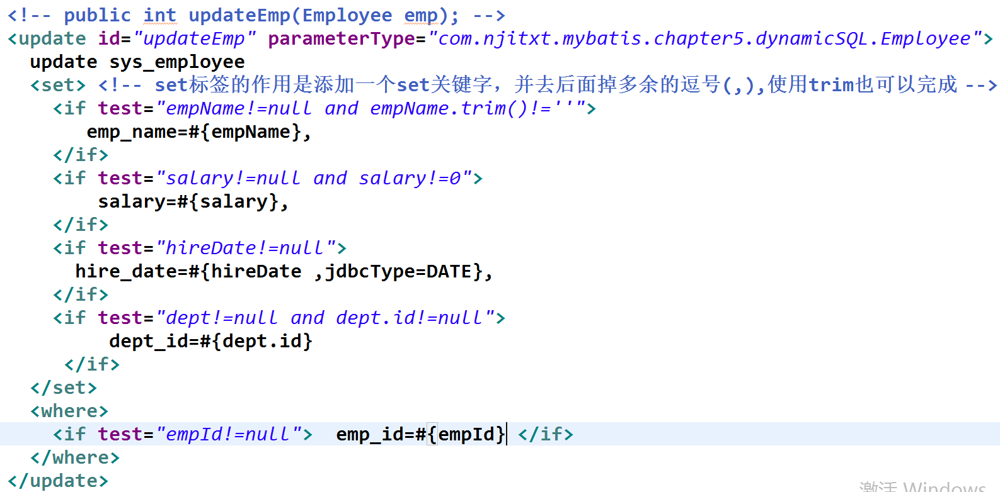 <!-- public int updateEmp(Employee emp); -->
<update id="updateEmp" parameterType="com.njitxt.mybatis.chapter5.dynamicSQL.Employee">
update sys_employee
<set> <!-- set标签的作用是添加一个set关键字，并去后面掉多余的逗号(,),使用trim也可以完成 -->
<if test="empName!=null and empName.trim()!=''">
emp_name=#{empName},
</if>
<if test="salary!=null and salary!=0">
salary=#{salary},
</if>
<if test="hireDate!=null">
hire_date=#{hireDate ,jdbcType=DATE},
</if>
<if test="dept!=null and dept.id!=null">
dept_id=#{dept.id}
</if>
</set>
<where>
<if test="empId!=null">  emp_id=#{empId} </if>
</where>
</update>
激活 Windows